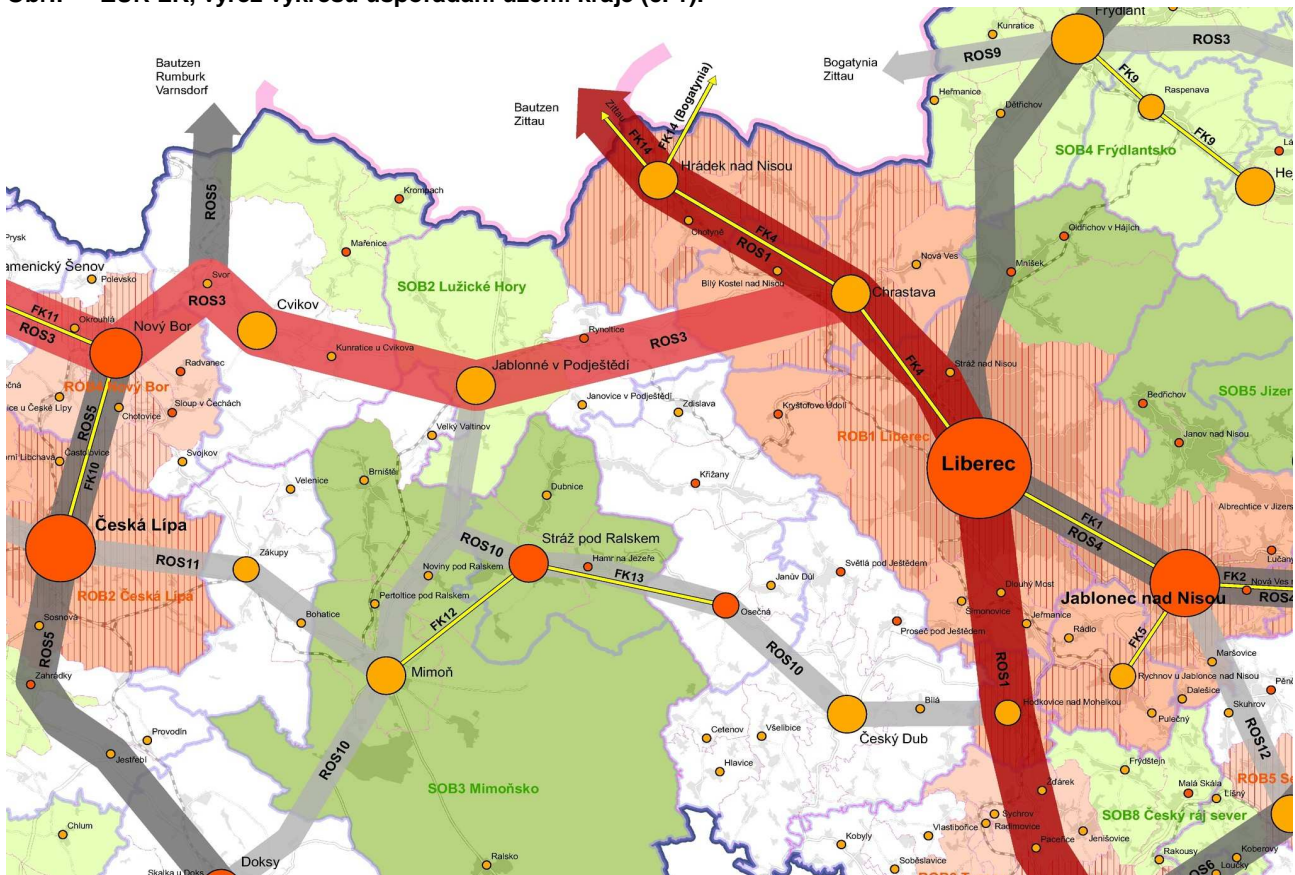 ZÚR LK, výřez výkresu uspořádání území kraje (č. 1).
Bautzen
Rumburk
Varnsdorf
Bautzen
Zittau
Bogatynia
Zittau
Frýdlant
Kunratice
ROS9
ROS3
FK9
Raspenava
Heřmanice
Dětřichov
FK9
SOB4 Frýdlantsko
Zittau
FK14
FK14 (Bogatynia)
Hrádek nad Nisou
ROS5
Krompach
Chotyně
FK4
ROS1
Oldřichov v Hájích
Prysk
Mařenice
Polevsko
Svor
ROS3
SOB2 Lužické Hory
Nová Ves
Bílý Kostel nad Nisou
Mníšek
Chrastava
Cvikov
FK11
ROS3
Okrouhlá
Nový Bor
Rynoltice
ROS3
Kunratice u Cvikova
Jablonné v Podještědí
FK4
Stráž nad Nisou
Radvanec
Sloup v Čechách
Chotovice
ROS5
Janovice v Podještědí
Zdislava
Kryštofovo Údolí
Bedřichov
SOB5 Jizer
ROB1 Liberec
Janov nad Nisou
Velký Valtinov
Častolovice
Svojkov
FK10
Liberec
Velenice
Brniště
Dubnice
Křižany
Albrechtice v Jizers
Česká Lípa
FK1
ROS4
Stráž pod Ralskem
ROS10
Hamr na Jezeře
ROS11
Zákupy
Noviny pod Ralskem
FK13
Janův Důl
Světlá pod Ještědem
Lučany
FK2
Nová Ves
ROS4
ROB2 Česká Lípa
Pertoltice pod Ralskem
FK12
Osečná
Dlouhý Most
Šimonovice
Jablonec nad Nisou
Sosnová
Bohatice
Proseč pod Ještědem
Jeřmanice
Rádlo
FK5
ROS5
Mimoň
ROS10
ROS1
Maršovice
Rychnov u Jablonce nad Nisou
Zahrádky
Dalešice
Bílá
Hodkovice nad Mohelkou
Pulečný
Skuhrov
Český Dub
Provodín
Jestřebí
ROS10
Cetenov
Všelibice
ROS12
Hlavice
Frýdštejn
SOB3 Mimoňsko
Žďárek
Malá Skála
Líšný
Sychrov
Radimovice
SOB8 Český ráj sever
Chlum
Kobyly
Vlastibořice
Paceřice
Jenišovice
Doksy
Ralsko
Soběslavice
Rakousy
Koberovy
Loučky